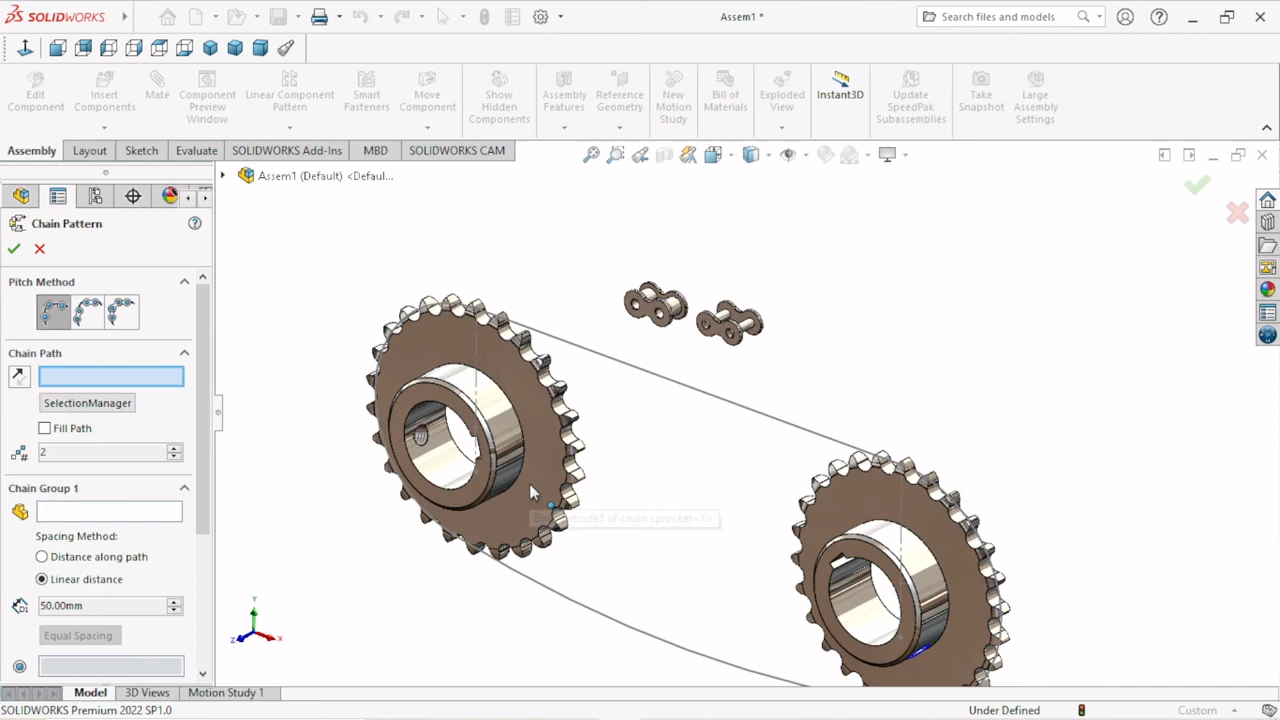 SOLIDWORKS
Assem1 *
Search files and models
Edit Component
Insert Components
Mate
Component Preview Window
Linear Component Pattern
Smart Fasteners
Move Component
Show Hidden Components
Assembly Features
Reference Geometry
New Motion Study
Bill of Materials
Exploded View
Instant3D
Update SpeedPak Subassemblies
Take Snapshot
Large Assembly Settings
Assembly
Layout
Sketch
Evaluate
SOLIDWORKS Add-Ins
MBD
SOLIDWORKS CAM
Assem1 (Default) <Defaul...
Chain Pattern
Pitch Method
Chain Path
SelectionManager
Fill Path
2
Chain Group 1
Spacing Method:
Distance along path
Linear distance
50.00mm
Equal Spacing
Y
Z
X
Model
3D Views
Motion Study 1
SOLIDWORKS Premium 2022 SP1.0
Under Defined
Custom